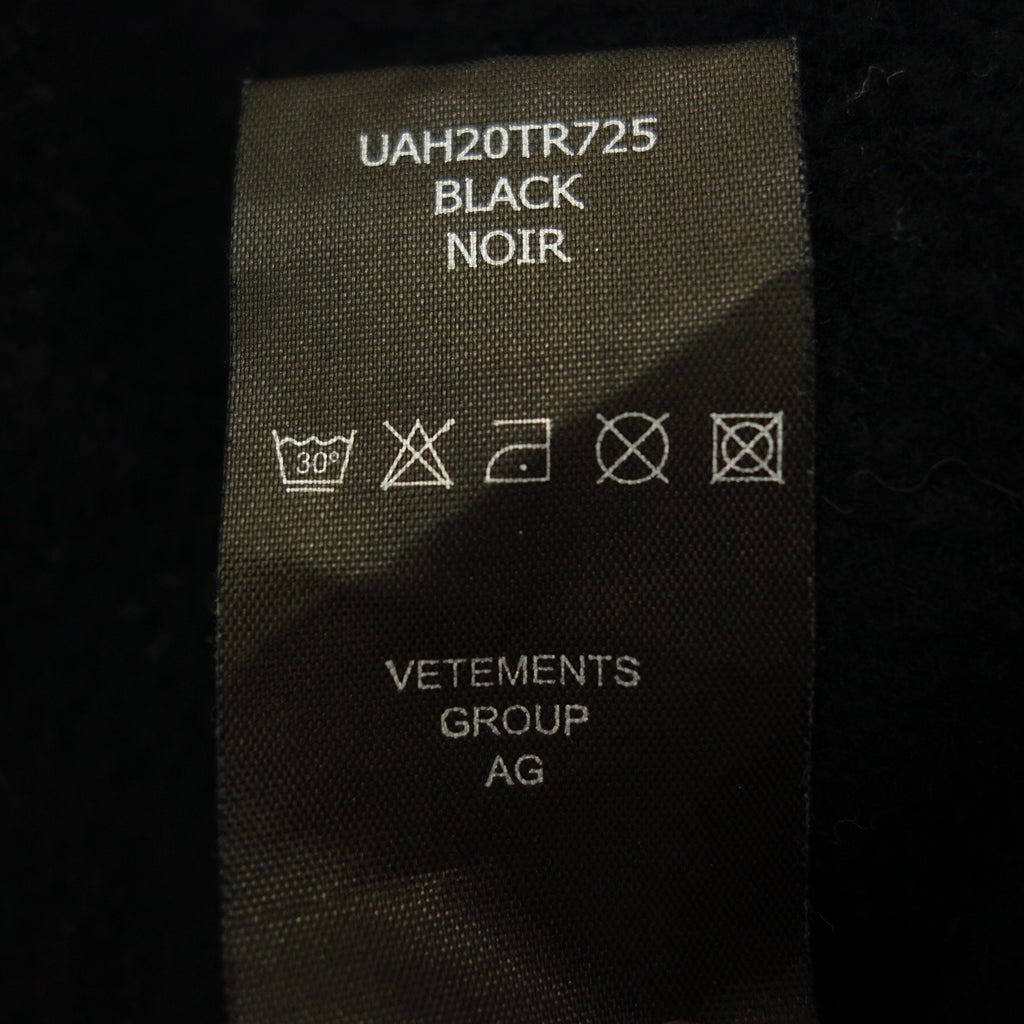 UAH20TR725
BLACK
NOIR
30°
VETEMENTS
GROUP
AG